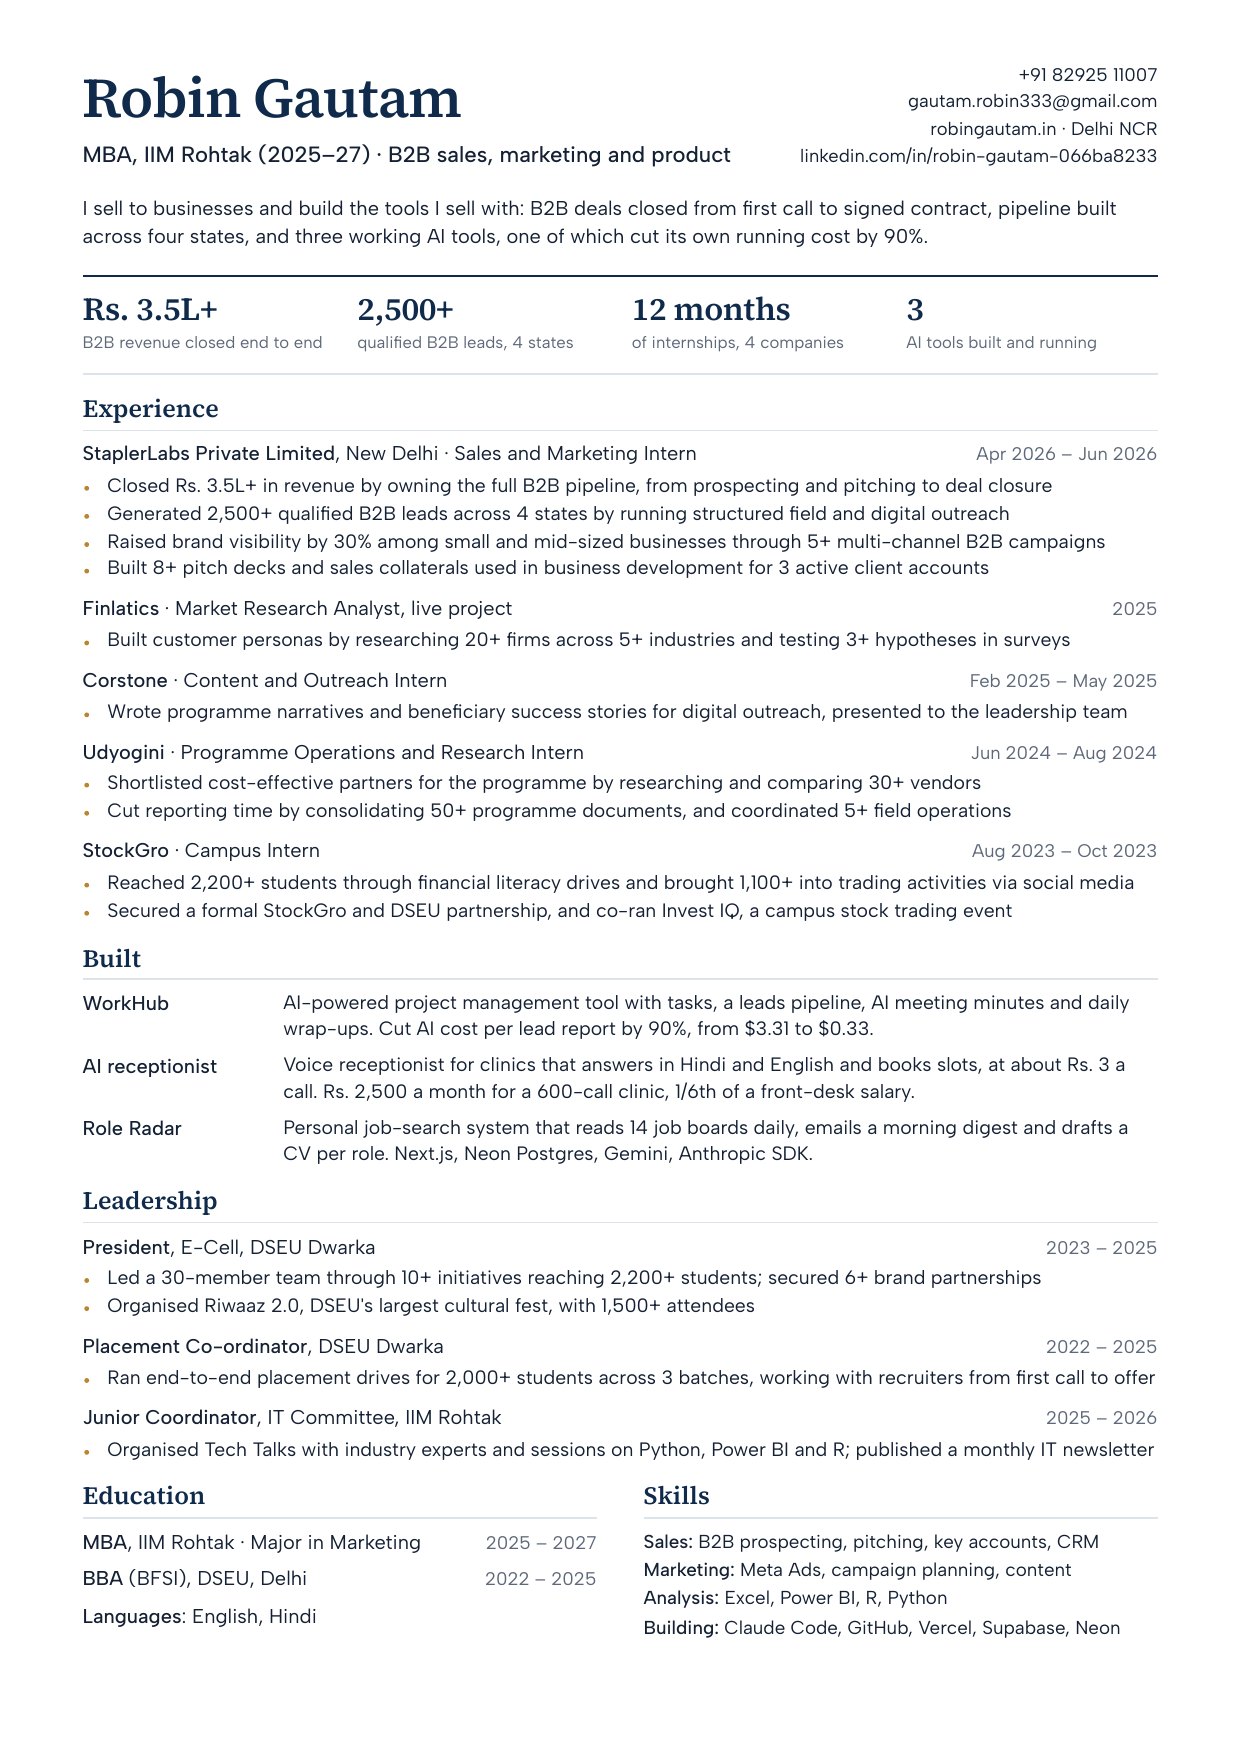 Robin Gautam
MBA, IIM Rohtak (2025–27) · B2B sales, marketing and product
+91 82925 11007
gautam.robin333@gmail.com
robingautam.in · Delhi NCR
linkedin.com/in/robin-gautam-066ba8233
I sell to businesses and build the tools I sell with: B2B deals closed from first call to signed contract, pipeline built
across four states, and three working AI tools, one of which cut its own running cost by 90%.
Rs. 3.5L+
B2B revenue closed end to end
2,500+
qualified B2B leads, 4 states
12 months
of internships, 4 companies
3
AI tools built and running
Experience
StaplerLabs Private Limited, New Delhi · Sales and Marketing Intern Apr 2026 – Jun 2026
• Closed Rs. 3.5L+ in revenue by owning the full B2B pipeline, from prospecting and pitching to deal closure
• Generated 2,500+ qualified B2B leads across 4 states by running structured field and digital outreach
• Raised brand visibility by 30% among small and mid-sized businesses through 5+ multi-channel B2B campaigns
• Built 8+ pitch decks and sales collaterals used in business development for 3 active client accounts
Finlatics · Market Research Analyst, live project 2025
• Built customer personas by researching 20+ firms across 5+ industries and testing 3+ hypotheses in surveys
Corstone · Content and Outreach Intern Feb 2025 – May 2025
• Wrote programme narratives and beneficiary success stories for digital outreach, presented to the leadership team
Udyogini · Programme Operations and Research Intern Jun 2024 – Aug 2024
• Shortlisted cost-effective partners for the programme by researching and comparing 30+ vendors
• Cut reporting time by consolidating 50+ programme documents, and coordinated 5+ field operations
StockGro · Campus Intern Aug 2023 – Oct 2023
• Reached 2,200+ students through financial literacy drives and brought 1,100+ into trading activities via social media
• Secured a formal StockGro and DSEU partnership, and co-ran Invest IQ, a campus stock trading event
Built
WorkHub AI-powered project management tool with tasks, a leads pipeline, AI meeting minutes and daily
wrap-ups. Cut AI cost per lead report by 90%, from $3.31 to $0.33.
AI receptionist Voice receptionist for clinics that answers in Hindi and English and books slots, at about Rs. 3 a
call. Rs. 2,500 a month for a 600-call clinic, 1/6th of a front-desk salary.
Role Radar Personal job-search system that reads 14 job boards daily, emails a morning digest and drafts a
CV per role. Next.js, Neon Postgres, Gemini, Anthropic SDK.
Leadership
President, E-Cell, DSEU Dwarka 2023 – 2025
• Led a 30-member team through 10+ initiatives reaching 2,200+ students; secured 6+ brand partnerships
• Organised Riwaaz 2.0, DSEU's largest cultural fest, with 1,500+ attendees
Placement Co-ordinator, DSEU Dwarka 2022 – 2025
• Ran end-to-end placement drives for 2,000+ students across 3 batches, working with recruiters from first call to offer
Junior Coordinator, IT Committee, IIM Rohtak 2025 – 2026
• Organised Tech Talks with industry experts and sessions on Python, Power BI and R; published a monthly IT newsletter
Education
MBA, IIM Rohtak · Major in Marketing 2025 – 2027
BBA (BFSI), DSEU, Delhi 2022 – 2025
Languages: English, Hindi
Skills
Sales: B2B prospecting, pitching, key accounts, CRM
Marketing: Meta Ads, campaign planning, content
Analysis: Excel, Power BI, R, Python
Building: Claude Code, GitHub, Vercel, Supabase, Neon